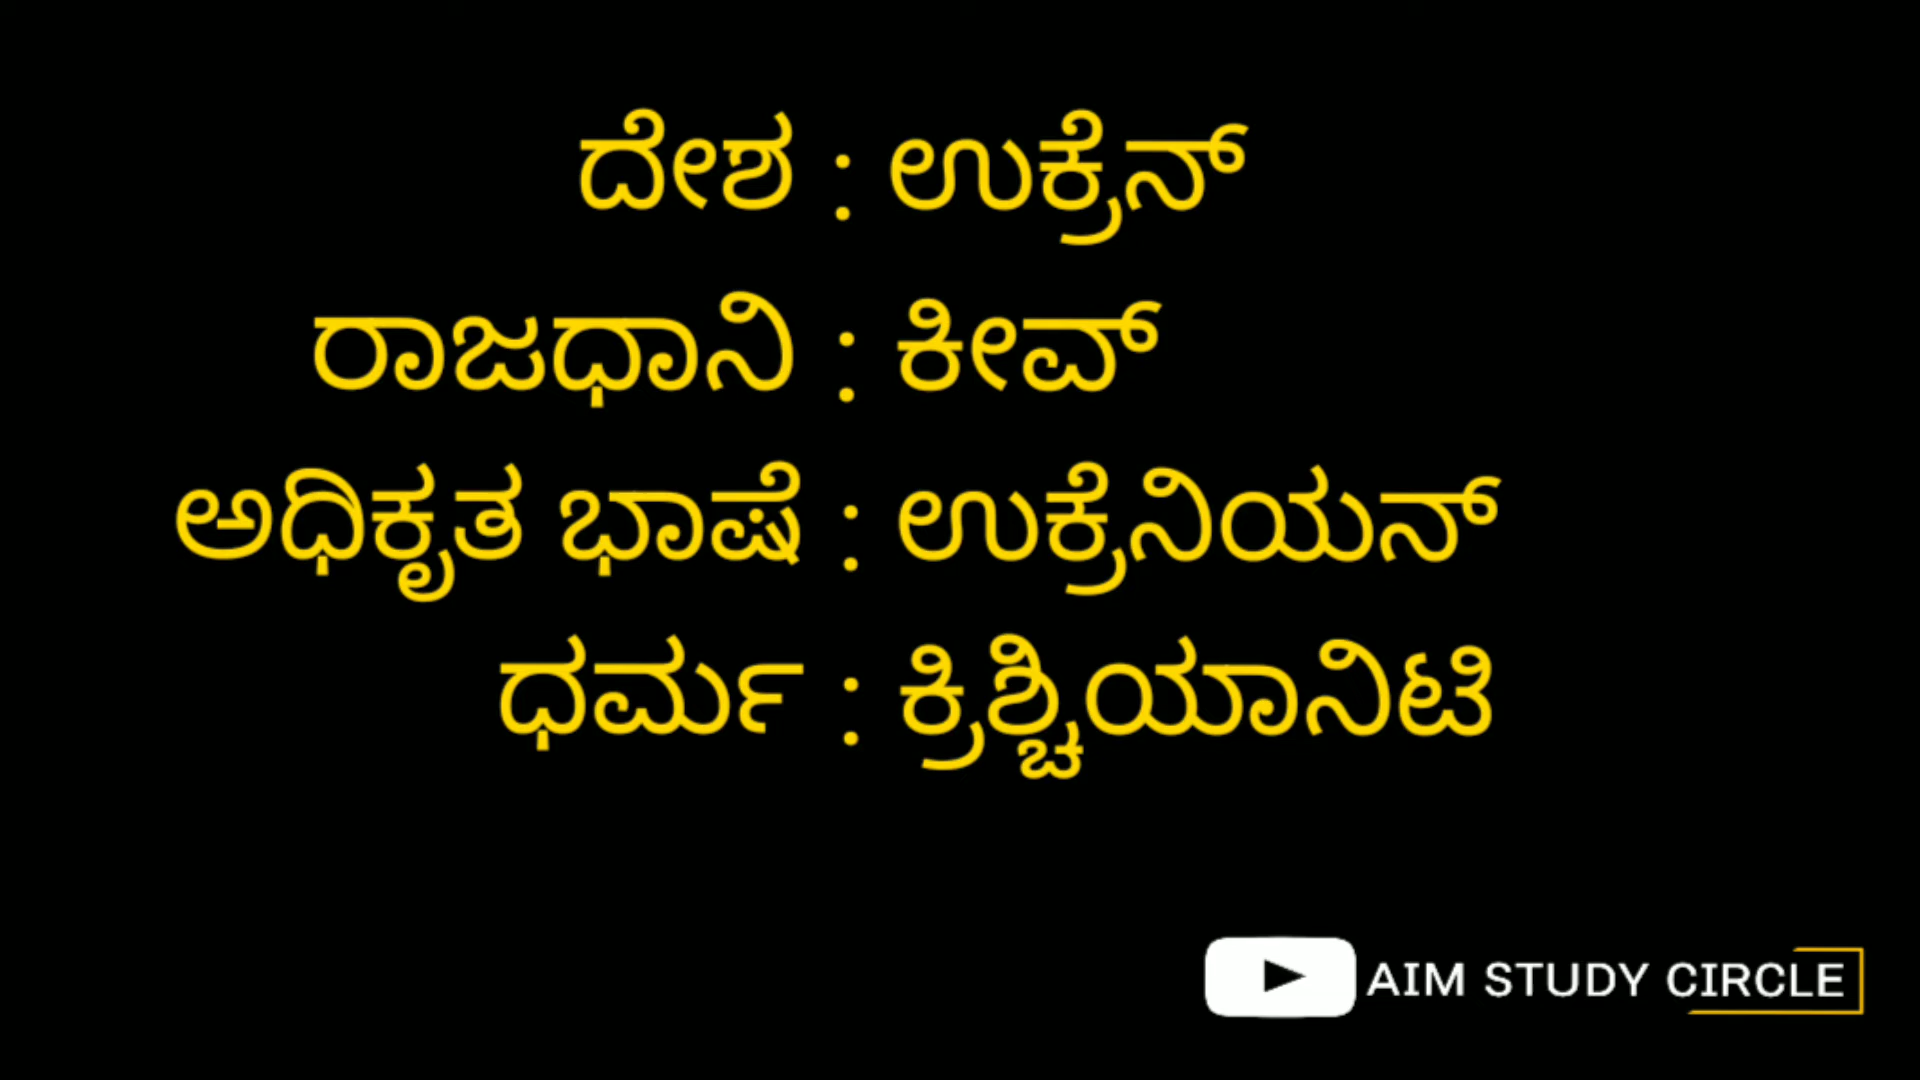 ದೇಶ : ಉಕ್ರೆನ್
ರಾಜಧಾನಿ : ಕೀವ್
ಅಧಿಕೃತ ಭಾಷೆ : ಉಕ್ರೆನಿಯನ್
ಧರ್ಮ : ಕ್ರಿಶ್ಚಿಯಾನಿಟಿ
AIM STUDY CIRCLE